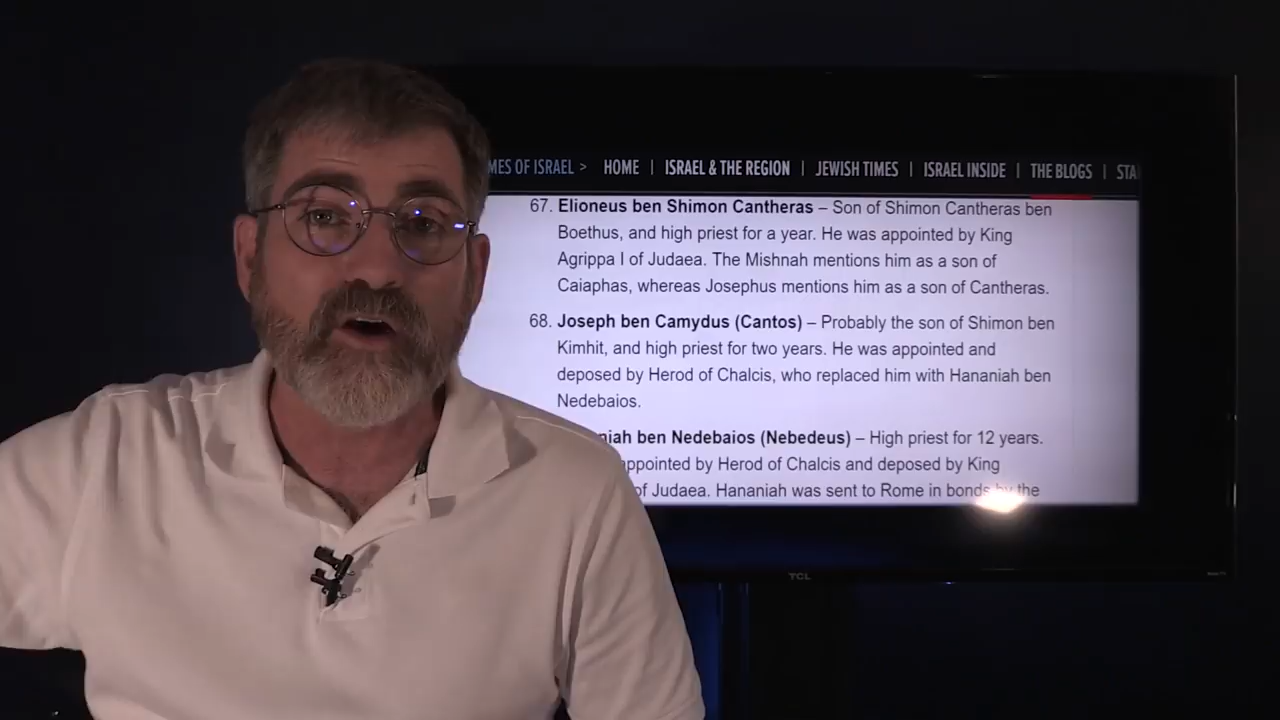 MES OF ISRAEL > HOME | ISRAEL & THE REGION | JEWISH TIMES | ISRAEL INSIDE | THE BLOGS | STA
67. Elioneus ben Shimon Cantheras – Son of Shimon Cantheras ben
Boethus, and high priest for a year. He was appointed by King
Agrippa I of Judaea. The Mishnah mentions him as a son of
Caiaphas, whereas Josephus mentions him as a son of Cantheras.
68. Joseph ben Camydus (Cantos) – Probably the son of Shimon ben
Kimhit, and high priest for two years. He was appointed and
deposed by Herod of Chalcis, who replaced him with Hananiah ben
Nedebaios.
niah ben Nedebaios (Nebedeus) – High priest for 12 years.
ppointed by Herod of Chalcis and deposed by King
of Judaea. Hananiah was sent to Rome in bonds by the
TCL